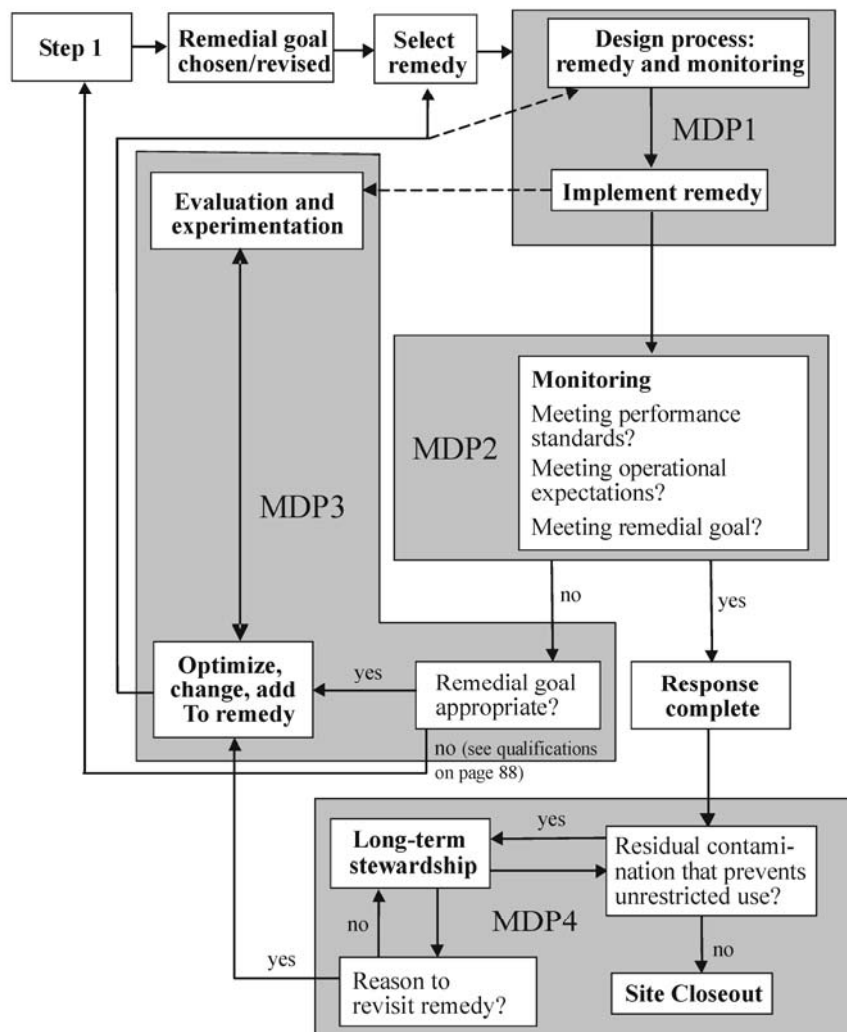 Step 1
Remedial goal
chosen/revised
Select
remedy
Design process:
remedy and monitoring
MDP1
Implement remedy
Evaluation and
experimentation
MDP3
Monitoring
Meeting performance
standards?
Meeting operational
expectations?
Meeting remedial goal?
MDP2
no
yes
Optimize,
change, add
To remedy
yes
Remedial goal
appropriate?
Response
complete
no (see qualifications
on page 88)
Long-term
stewardship
yes
Residual contami-
nation that prevents
unrestricted use?
no
MDP4
yes
Reason to
revisit remedy?
no
Site Closeout